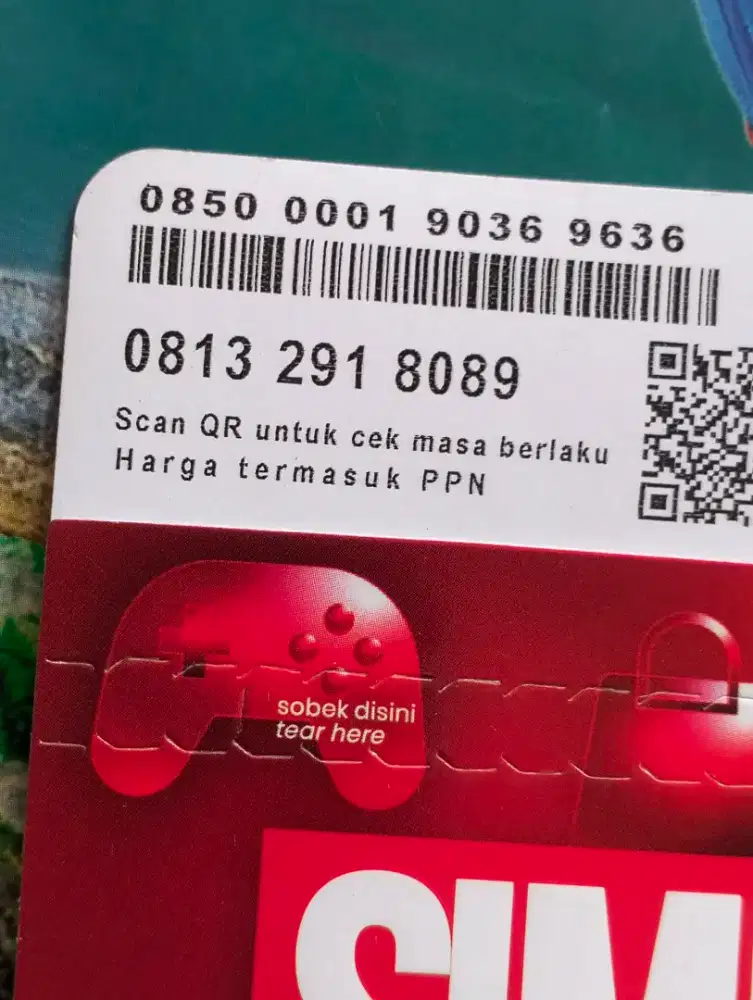 0850 0001 9036 9636
0813 291 8089
Scan QR untuk cek masa berlaku
Harga termasuk PPN
sobek disini
tear here
SIM